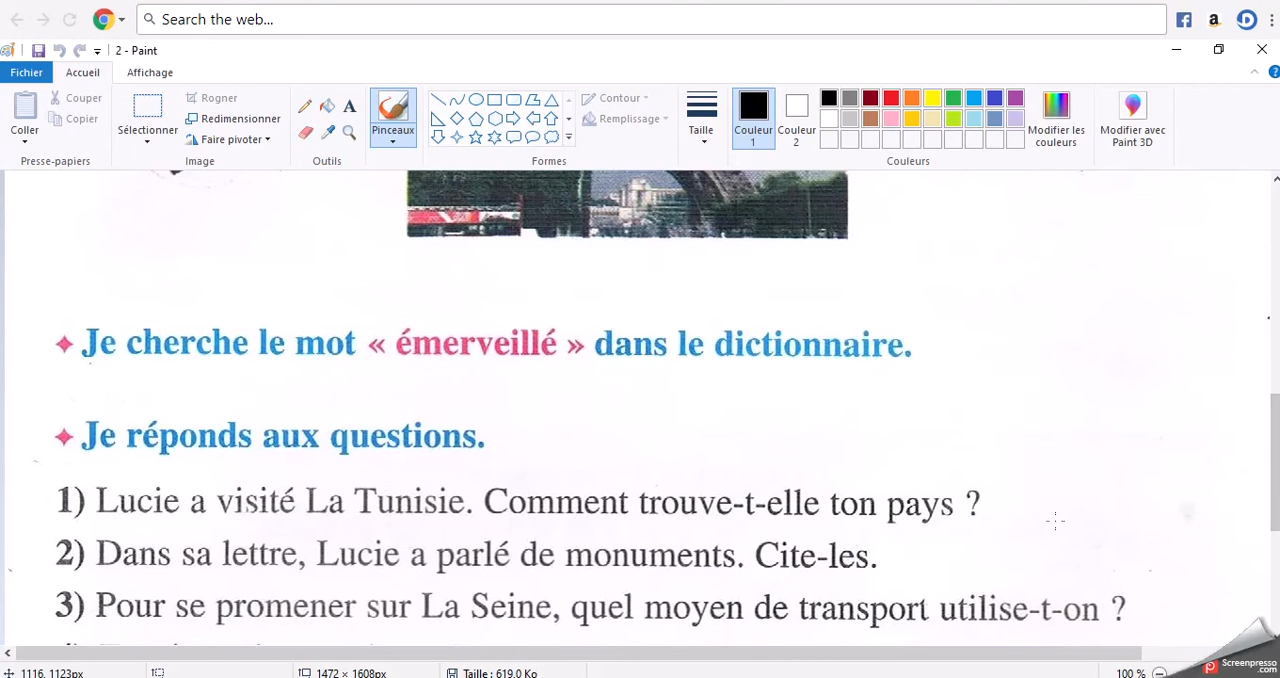 Search the web...
2 - Paint
Fichier Accueil Affichage
Coller
Couper
Copier
Presse-papiers
Sélectionner
Rogner
Redimensionner
Faire pivoter
Image
Outils
Pinceaux
Contour
Remplissage
Formes
Taille
Couleur 1
Couleur 2
Modifier les couleurs
Couleurs
Modifier avec Paint 3D
Je cherche le mot « émerveillé » dans le dictionnaire.
Je réponds aux questions.
1) Lucie a visité La Tunisie. Comment trouve-t-elle ton pays ?
2) Dans sa lettre, Lucie a parlé de monuments. Cite-les.
3) Pour se promener sur La Seine, quel moyen de transport utilise-t-on ?
1116, 1123px 1472 × 1608px Taille : 619.0 Ko 100 %
Screenpresso
.com